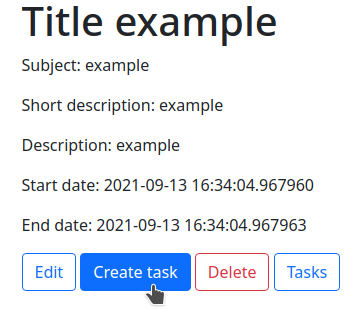 Title example
Subject: example
Short description: example
Description: example
Start date: 2021-09-13 16:34:04.967960
End date: 2021-09-13 16:34:04.967963
Edit Create task Delete Tasks